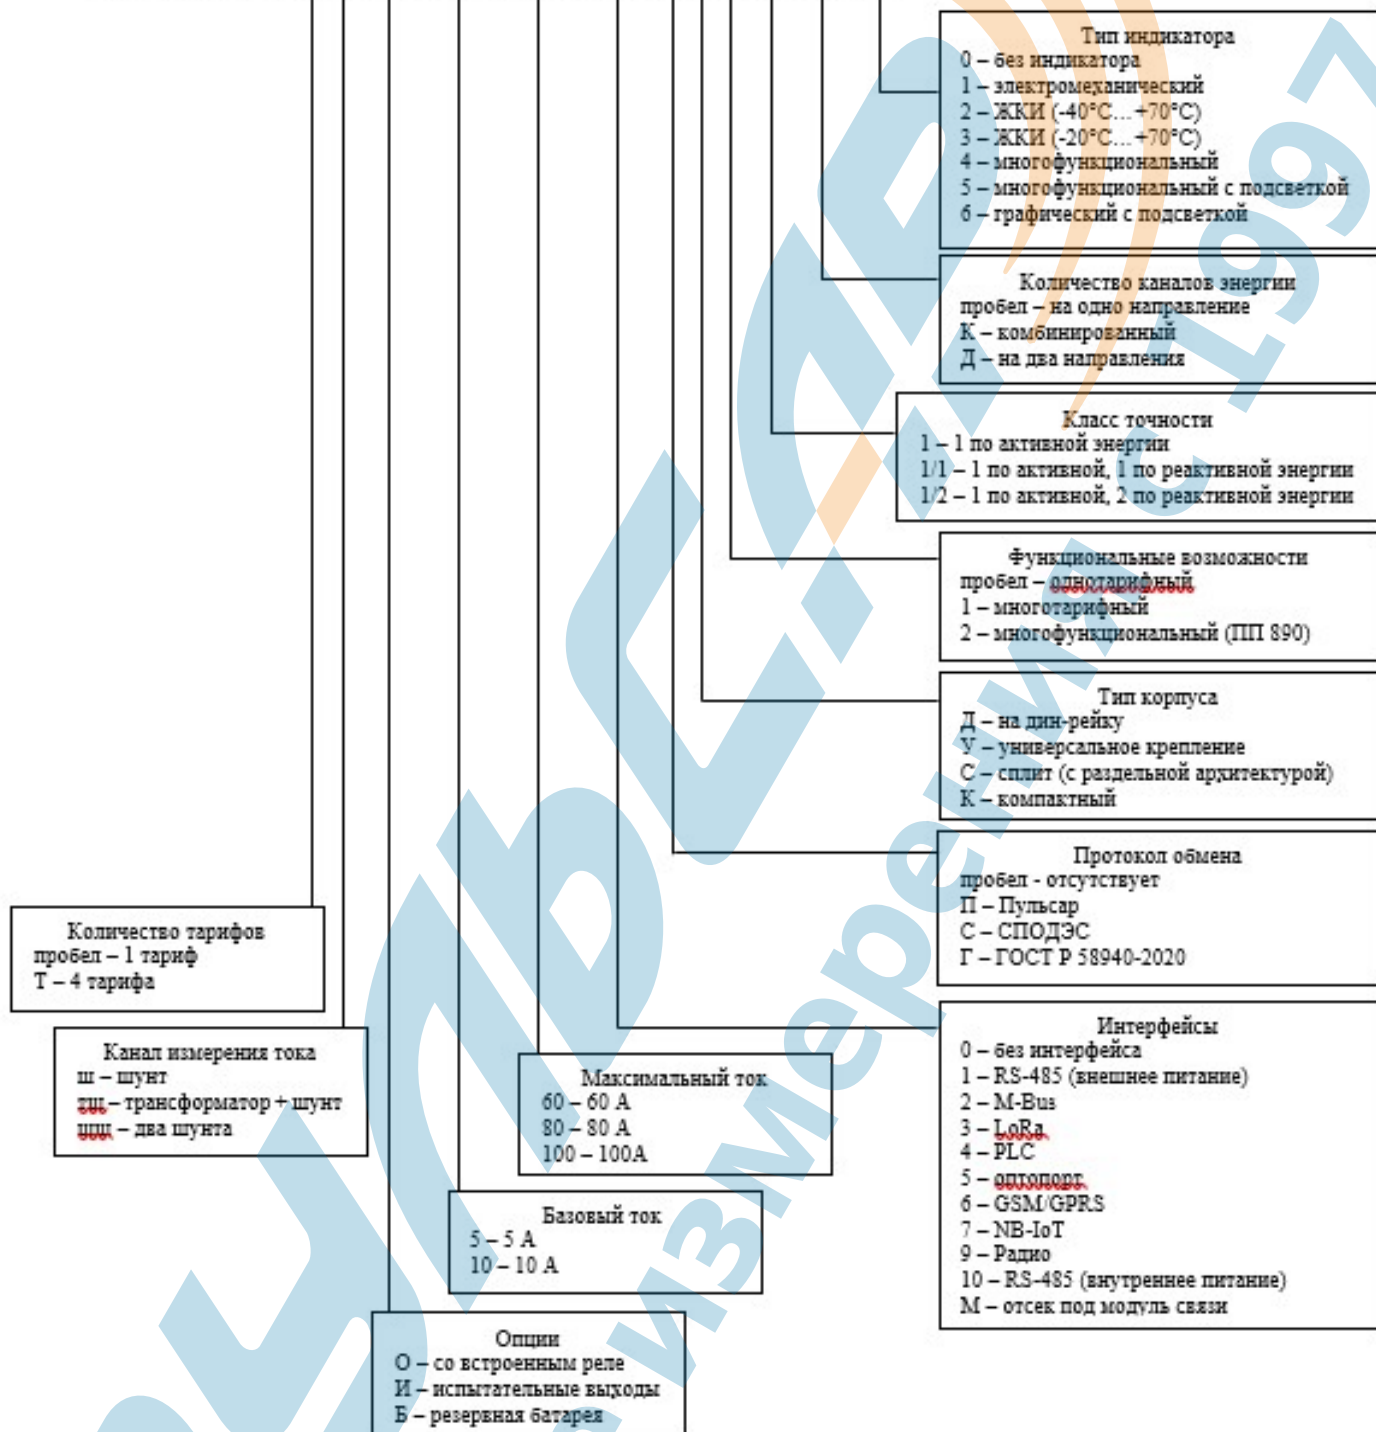 Тип индикатора
0 – без индикатора
1 – электромеханический
2 – ЖКИ (-40°C…+70°C)
3 – ЖКИ (-20°C…+70°C)
4 – многофункциональный
5 – многофункциональный с подсветкой
6 – графический с подсветкой
Количество каналов энергии
пробел – на одно направление
К – комбинированный
Д – на два направления
Класс точности
1 – 1 по активной энергии
1/1 – 1 по активной, 1 по реактивной энергии
1/2 – 1 по активной, 2 по реактивной энергии
Функциональные возможности
пробел – однотарифный
1 – многотарифный
2 – многофункциональный (ПП 890)
Тип корпуса
Д – на дин-рейку
У – универсальное крепление
С – сплит (с раздельной архитектурой)
К – компактный
Протокол обмена
пробел - отсутствует
П – Пульсар
С – СПОДЭС
Г – ГОСТ Р 58940-2020
Количество тарифов
пробел – 1 тариф
Т – 4 тарифа
Интерфейсы
0 – без интерфейса
1 – RS-485 (внешнее питание)
2 – M-Bus
3 – LoRa
4 – PLC
5 – оптопорт
6 – GSM/GPRS
7 – NB-IoT
9 – Радио
10 – RS-485 (внутреннее питание)
М – отсек под модуль связи
Канал измерения тока
ш – шунт
тш – трансформатор + шунт
шш – два шунта
Максимальный ток
60 – 60 А
80 – 80 А
100 – 100А
Базовый ток
5 – 5 А
10 – 10 А
Опции
О – со встроенным реле
И – испытательные выходы
Б – резервная батарея
измерения с 1997